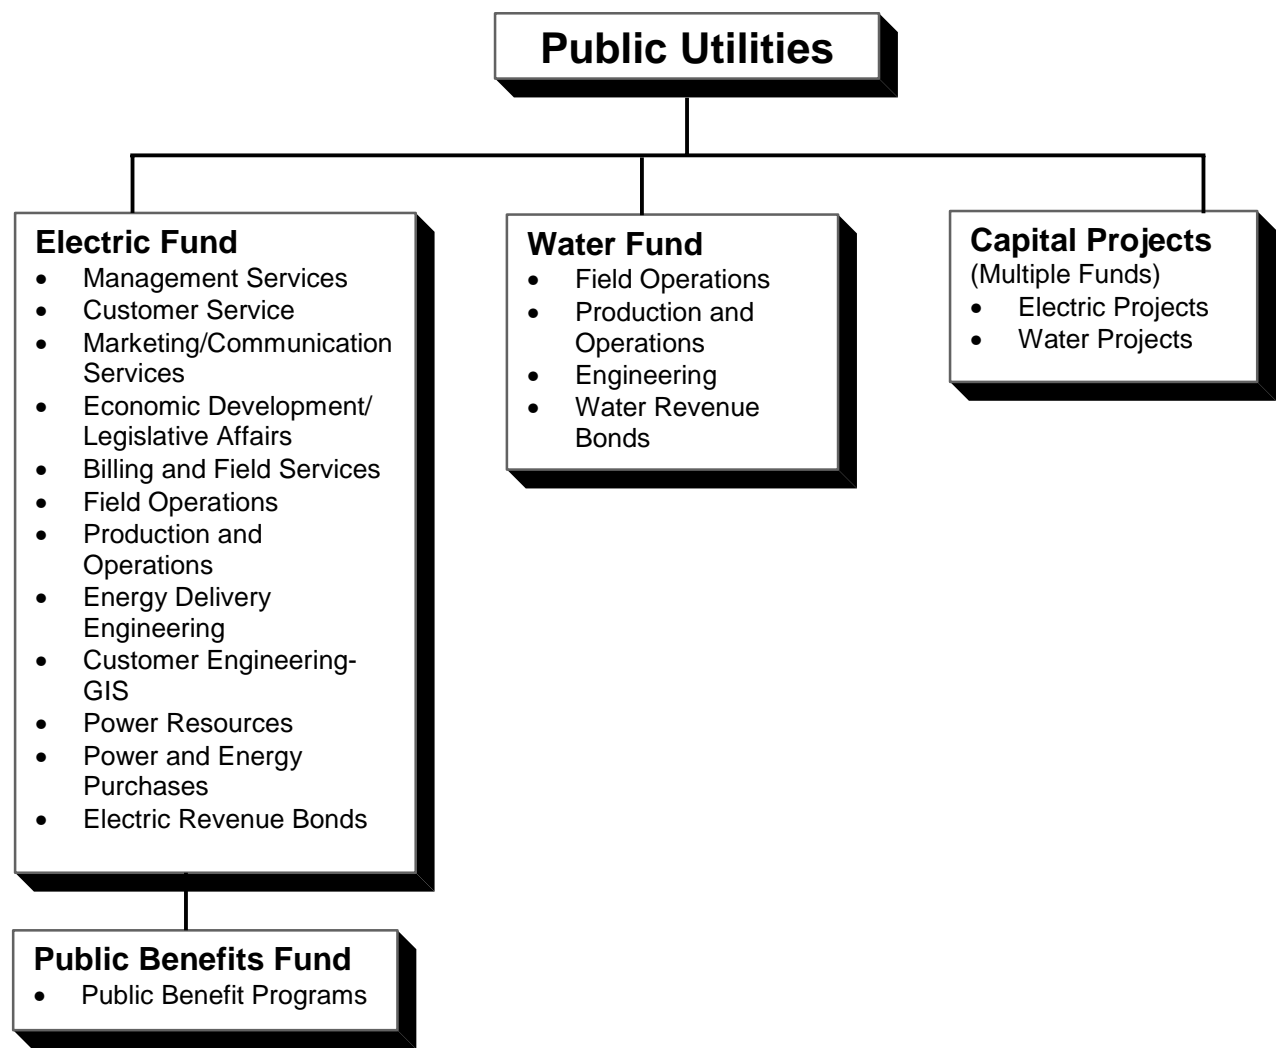 Public Utilities
Electric Fund
• Management Services
• Customer Service
• Marketing/Communication
Services
• Economic Development/
Legislative Affairs
• Billing and Field Services
• Field Operations
• Production and
Operations
• Energy Delivery
Engineering
• Customer Engineering-
GIS
• Power Resources
• Power and Energy
Purchases
• Electric Revenue Bonds
Water Fund
• Field Operations
• Production and
Operations
• Engineering
• Water Revenue
Bonds
Capital Projects
(Multiple Funds)
• Electric Projects
• Water Projects
Public Benefits Fund
• Public Benefit Programs